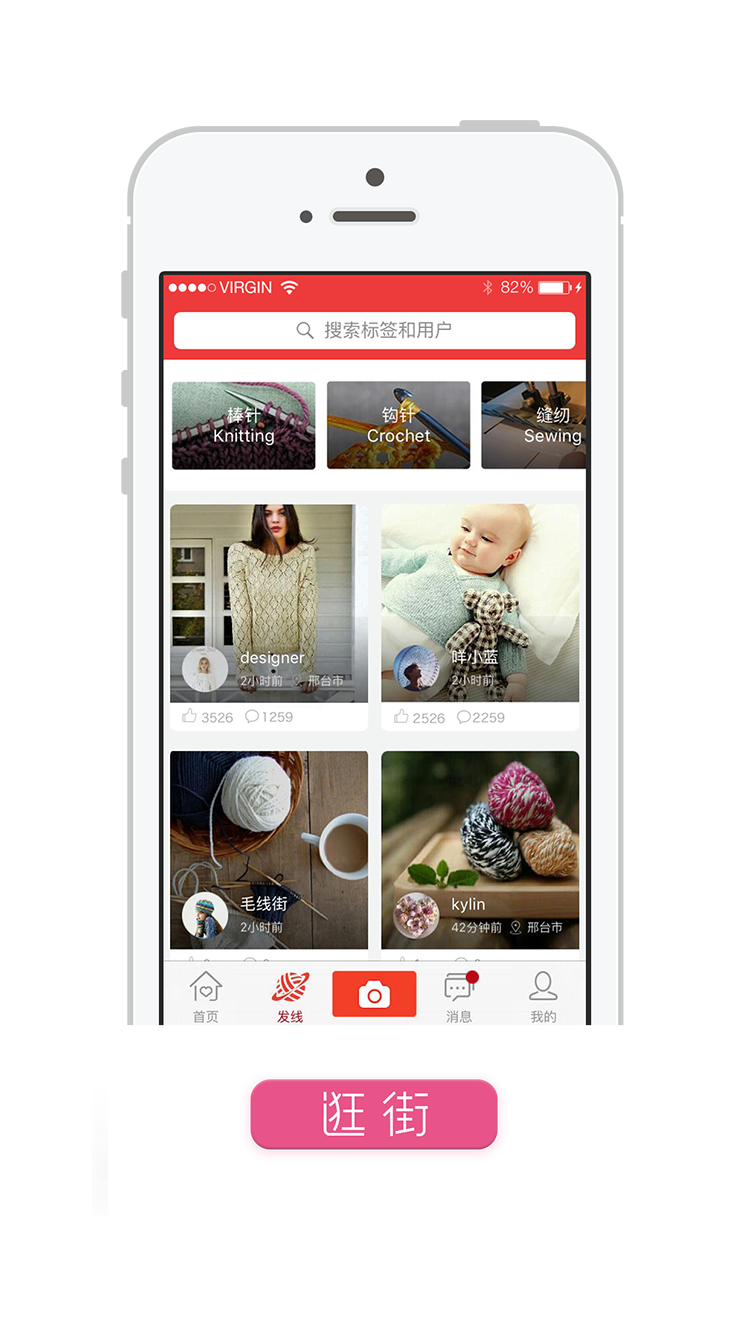 VIRGIN
82%
搜索标签和用户
棒针
Knitting
钩针
Crochet
缝纫
Sewing
designer
2小时前 邢台市
3526 1259
咩小蓝
2小时前
2526 2259
毛线街
2小时前
kylin
42分钟前 邢台市
首页
发线
消息
我的
逛街